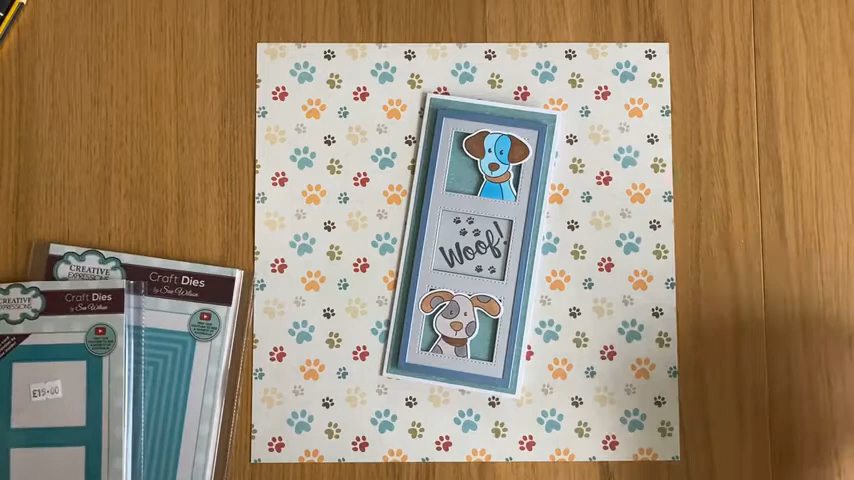 Woof!
CREATIVE
EXPRESSIONS
Craft Dies
by Sue Wilson
CREATIVE
EXPRESSIONS
Craft Dies
by Sue Wilson
£15.00